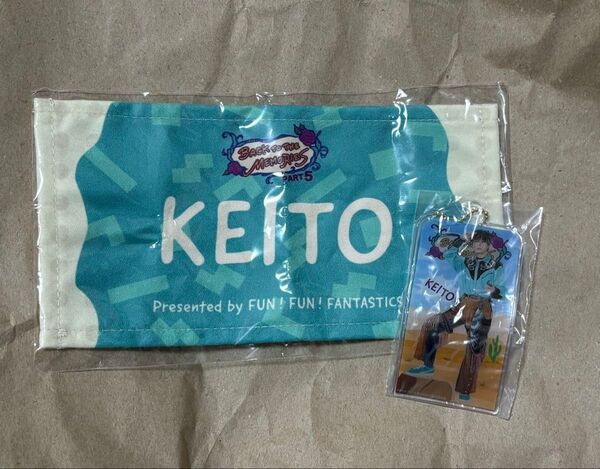 BACK TO THE
MEMORIES
PART 5
KEITO
Presented by FUN! FUN! FANTASTICS
KEITO